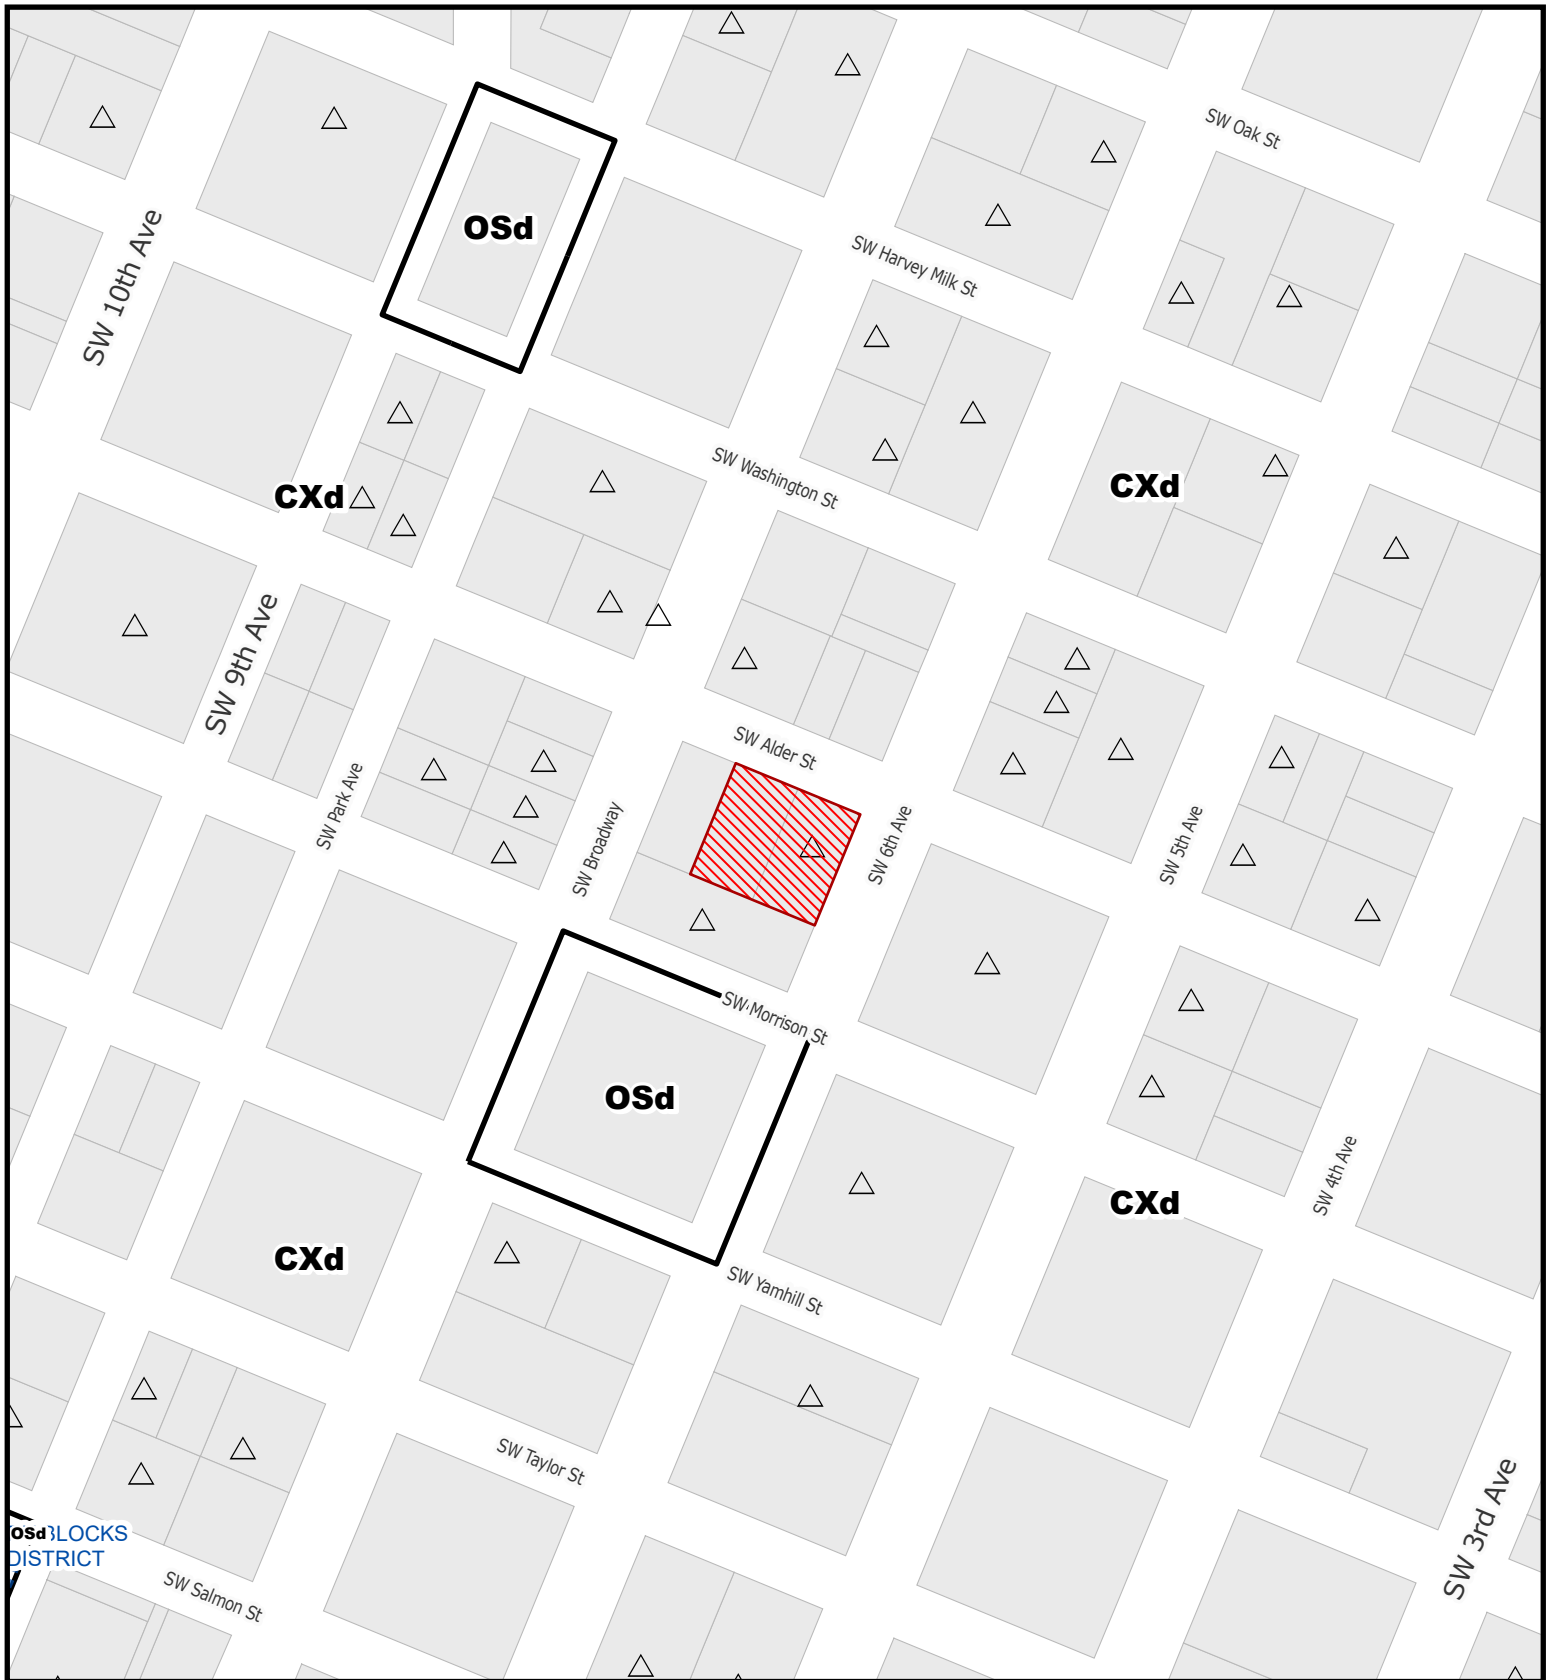 SW Oak St
OSd
SW 10th Ave
SW Harvey Milk St
SW Washington St
CXd
CXd
SW 9th Ave
SW Alder St
SW Park Ave
SW Broadway
SW 6th Ave
SW 5th Ave
SW Morrison St
OSd
SW 4th Ave
CXd
CXd
SW Yamhill St
SW Taylor St
SW 3rd Ave
OSd
BLOCKS
DISTRICT
SW Salmon St